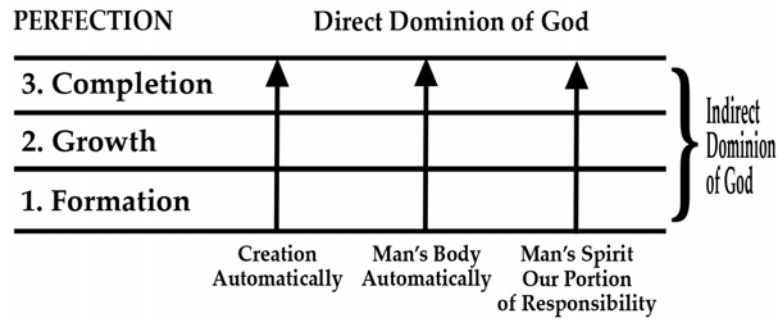 PERFECTION
Direct Dominion of God
3. Completion
2. Growth
1. Formation
Indirect
Dominion
of God
Creation
Automatically
Man's Body
Automatically
Man's Spirit
Our Portion
of Responsibility